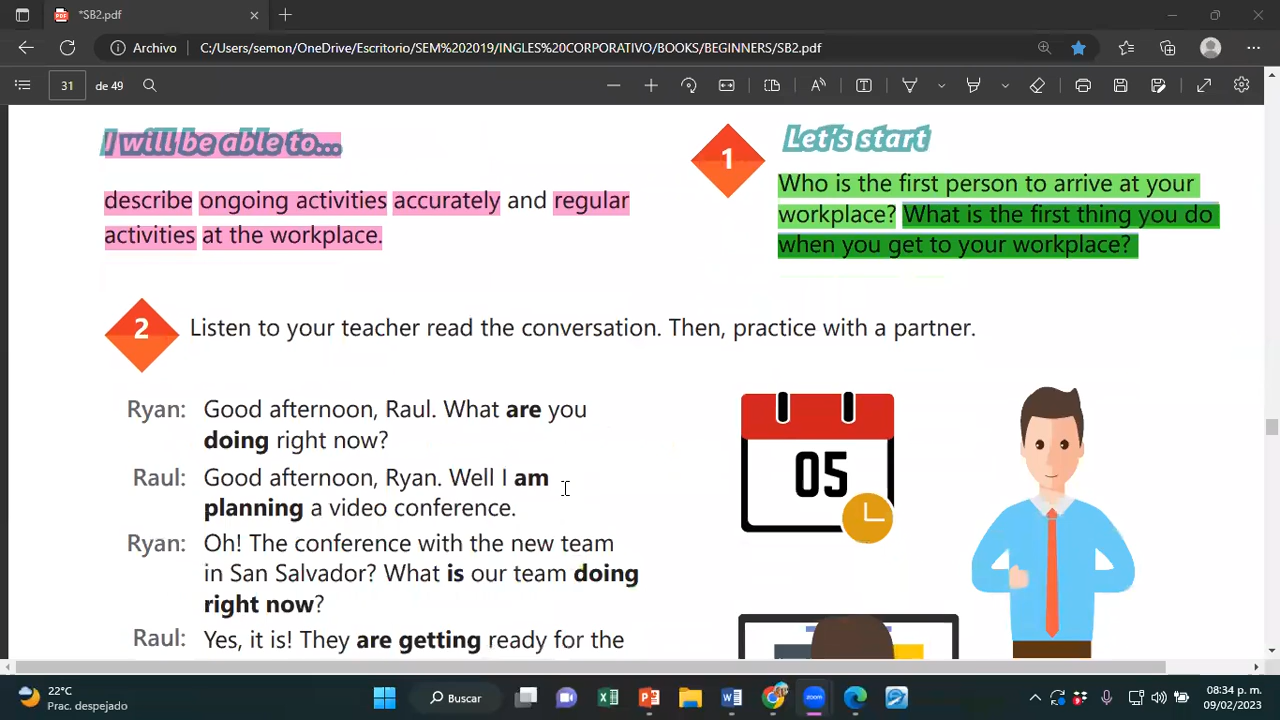 *SB2.pdf
Archivo
C:/Users/semon/OneDrive/Escritorio/SEM%202019/INGLES%20CORPORATIVO/BOOKS/BEGINNERS/SB2.pdf
31
de 49
I will be able to...
describe ongoing activities accurately and regular
activities at the workplace.
1
Let's start
Who is the first person to arrive at your
workplace? What is the first thing you do
when you get to your workplace?
2
Listen to your teacher read the conversation. Then, practice with a partner.
Ryan: Good afternoon, Raul. What are you
doing right now?
Raul: Good afternoon, Ryan. Well I am
planning a video conference.
Ryan: Oh! The conference with the new team
in San Salvador? What is our team doing
right now?
Raul: Yes, it is! They are getting ready for the
05
22°C
Prac. despejado
Buscar
08:34 p. m.
09/02/2023